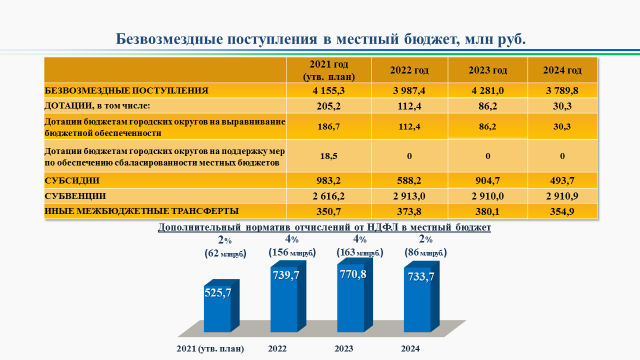 Безвозмездные поступления в местный бюджет, млн руб.
2021 год
(утв. план)
2022 год
2023 год
2024 год
БЕЗВОЗМЕЗДНЫЕ ПОСТУПЛЕНИЯ 4 155,3 3 987,4 4 281,0 3 789,8
ДОТАЦИИ, в том числе: 205,2 112,4 86,2 30,3
Дотации бюджетам городских округов на выравнивание
бюджетной обеспеченности
186,7 112,4 86,2 30,3
Дотации бюджетам городских округов на поддержку мер
по обеспечению сбалансированности местных бюджетов
18,5 0 0 0
СУБСИДИИ 983,2 588,2 904,7 493,7
СУБВЕНЦИИ 2 616,2 2 913,0 2 910,0 2 910,9
ИНЫЕ МЕЖБЮДЖЕТНЫЕ ТРАНСФЕРТЫ 350,7 373,8 380,1 354,9
Дополнительный норматив отчислений от НДФЛ в местный бюджет
2% 4% 4% 2%
(62 млнруб.) (156 млнруб.) (163 млнруб.) (86 млнруб.)
525,7 739,7 770,8 733,7
2021 (утв. план) 2022 2023 2024